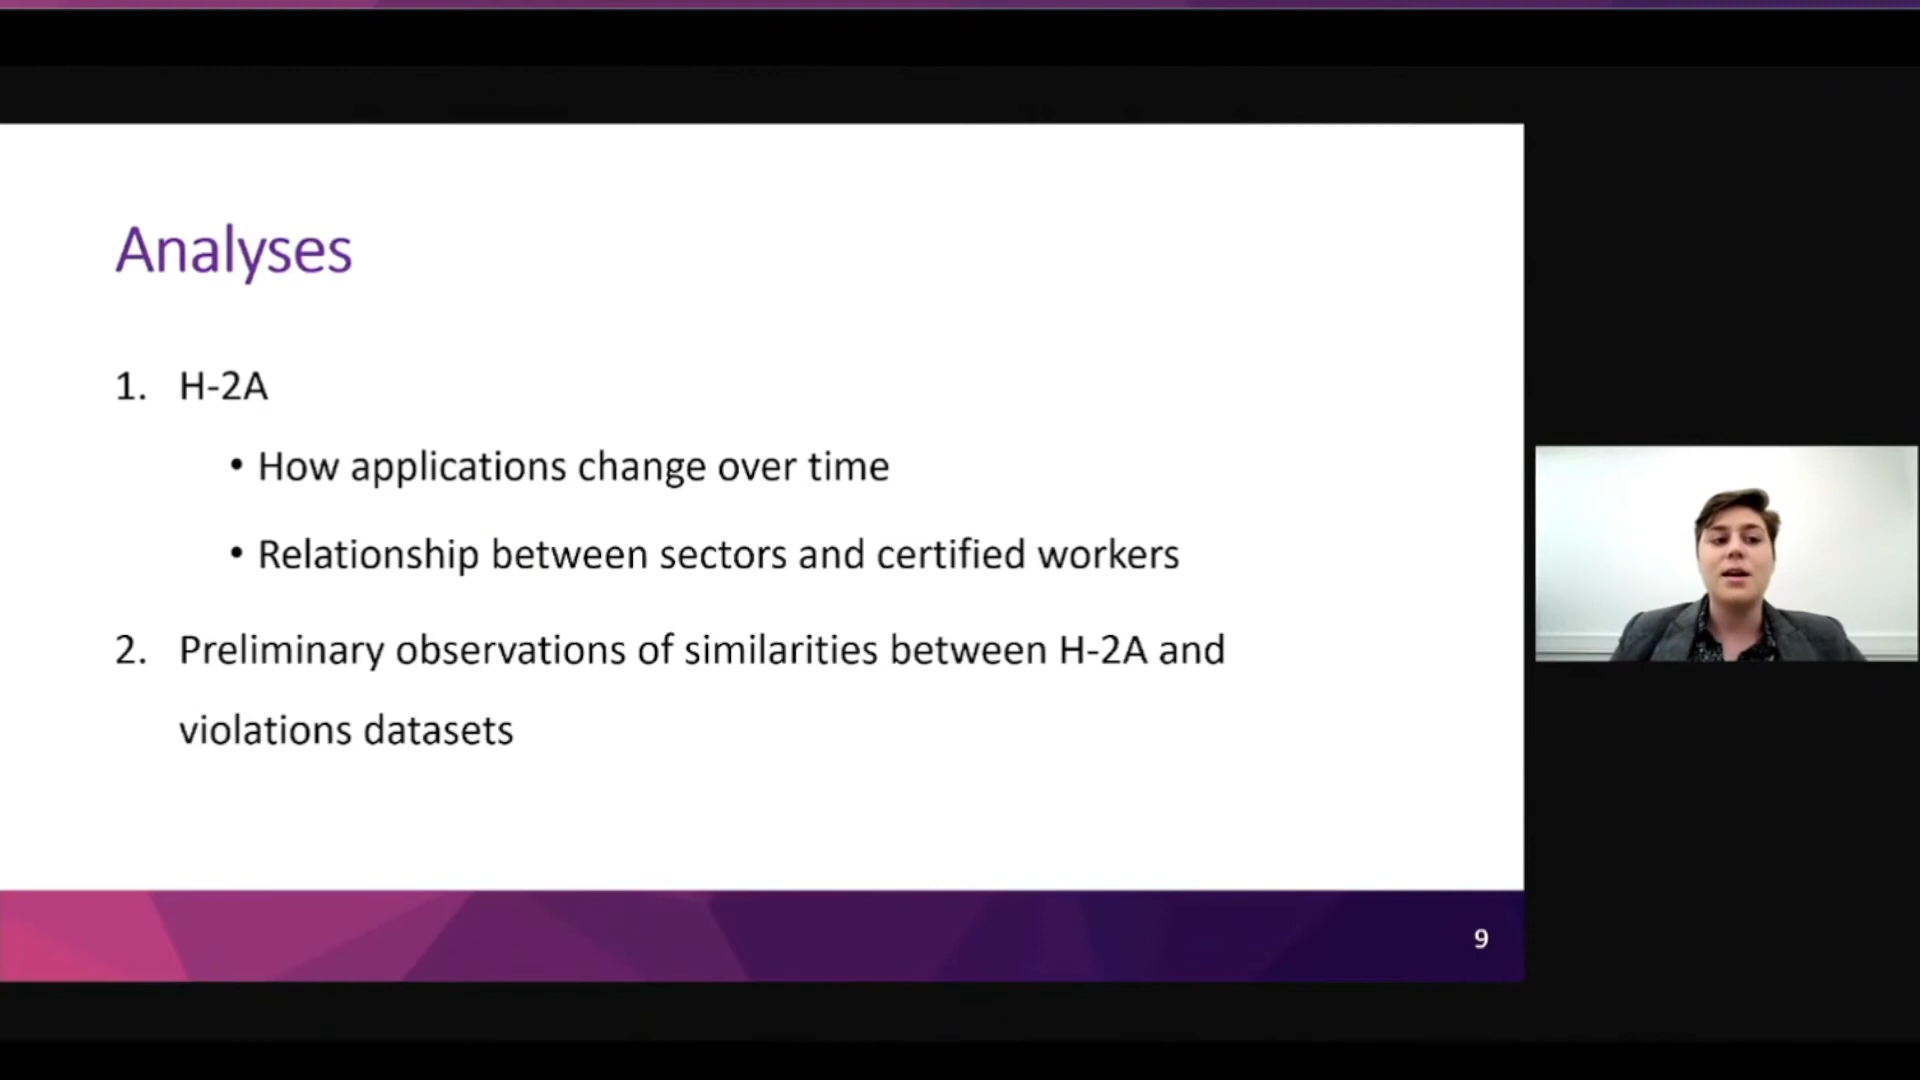 Analyses
1. H-2A
• How applications change over time
• Relationship between sectors and certified workers
2. Preliminary observations of similarities between H-2A and
violations datasets
9